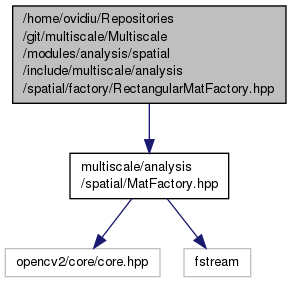 /home/ovidiu/Repositories
/git/multiscale/Multiscale
/modules/analysis/spatial
/include/multiscale/analysis
/spatial/factory/RectangularMatFactory.hpp
multiscale/analysis
/spatial/MatFactory.hpp
opencv2/core/core.hpp
fstream